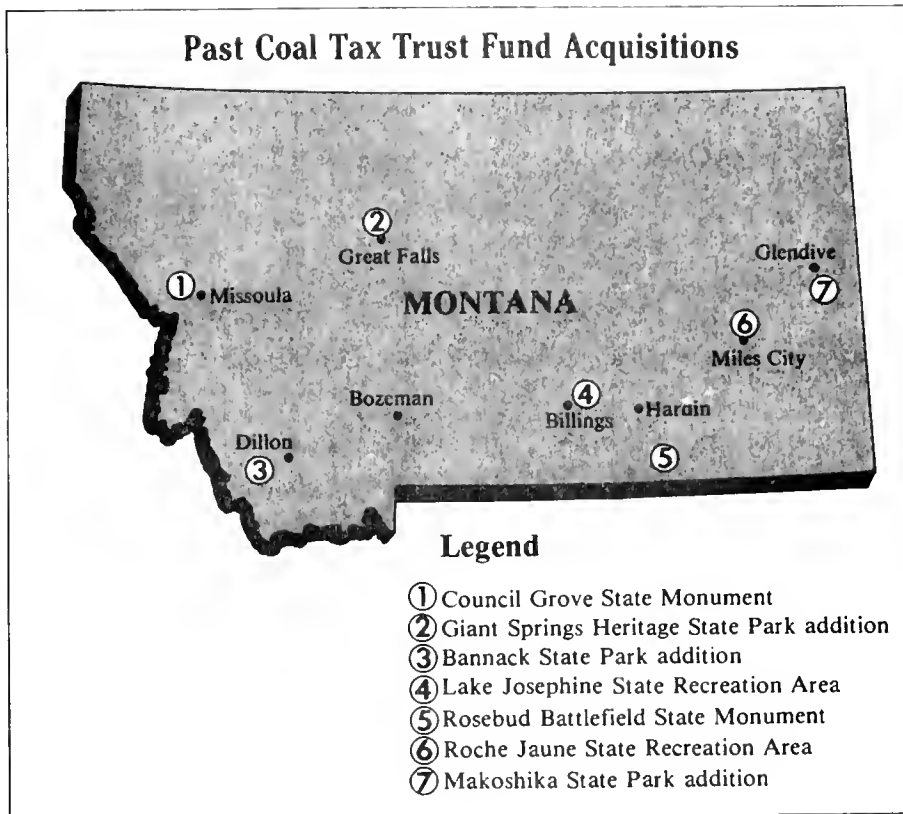 Past Coal Tax Trust Fund Acquisitions
② Great Falls
Glendive
⑦
① Missoula
MONTANA
⑥
Miles City
Bozeman
④
Billings
Hardin
Dillon
③
⑤
Legend
① Council Grove State Monument
② Giant Springs Heritage State Park addition
③ Bannack State Park addition
④ Lake Josephine State Recreation Area
⑤ Rosebud Battlefield State Monument
⑥ Roche Jaune State Recreation Area
⑦ Makoshika State Park addition